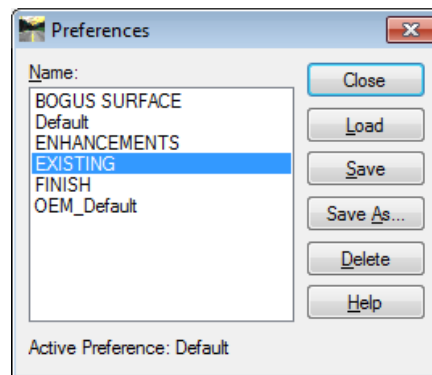 Preferences
Name:
BOGUS SURFACE
Default
ENHANCEMENTS
EXISTING
FINISH
OEM_Default
Close
Load
Save
Save As...
Delete
Help
Active Preference: Default